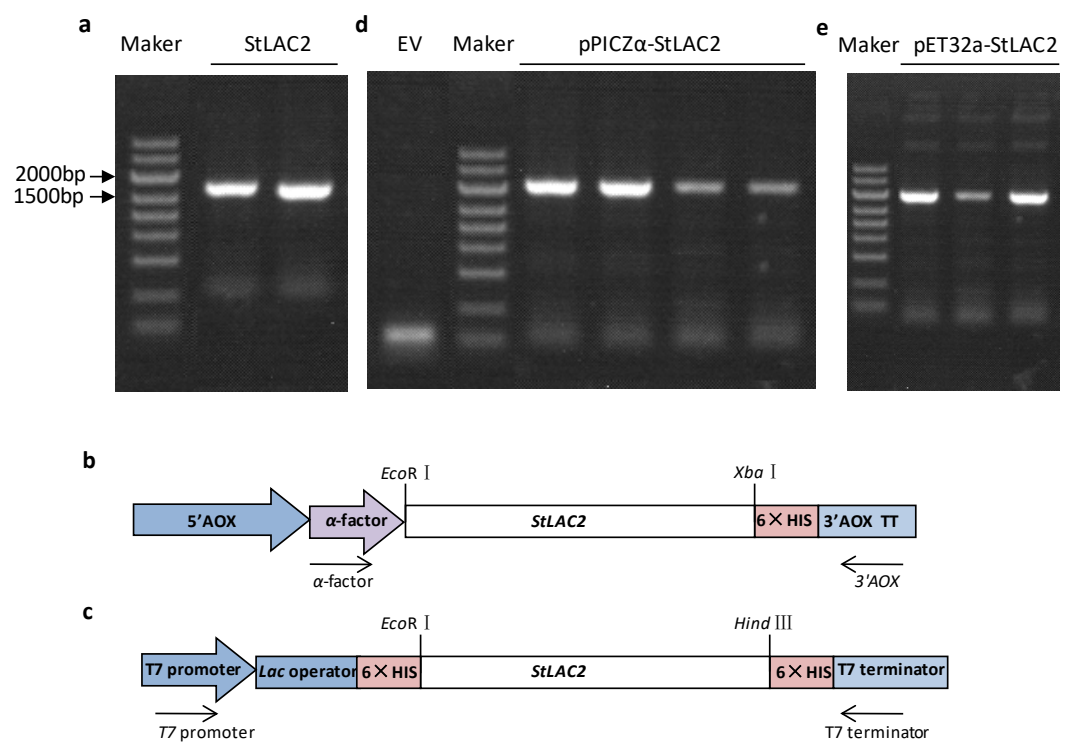 a
Maker StLAC2
2000bp
1500bp
d
EV Maker pPICZα-StLAC2
e
Maker pET32a-StLAC2
b
EcoR Ⅰ Xba Ⅰ
5’AOX α-factor StLAC2 6×HIS 3’AOX TT
α-factor 3’AOX
c
EcoR Ⅰ Hind Ⅲ
T7 promoter Lac operator 6×HIS StLAC2 6×HIS T7 terminator
T7 promoter T7 terminator